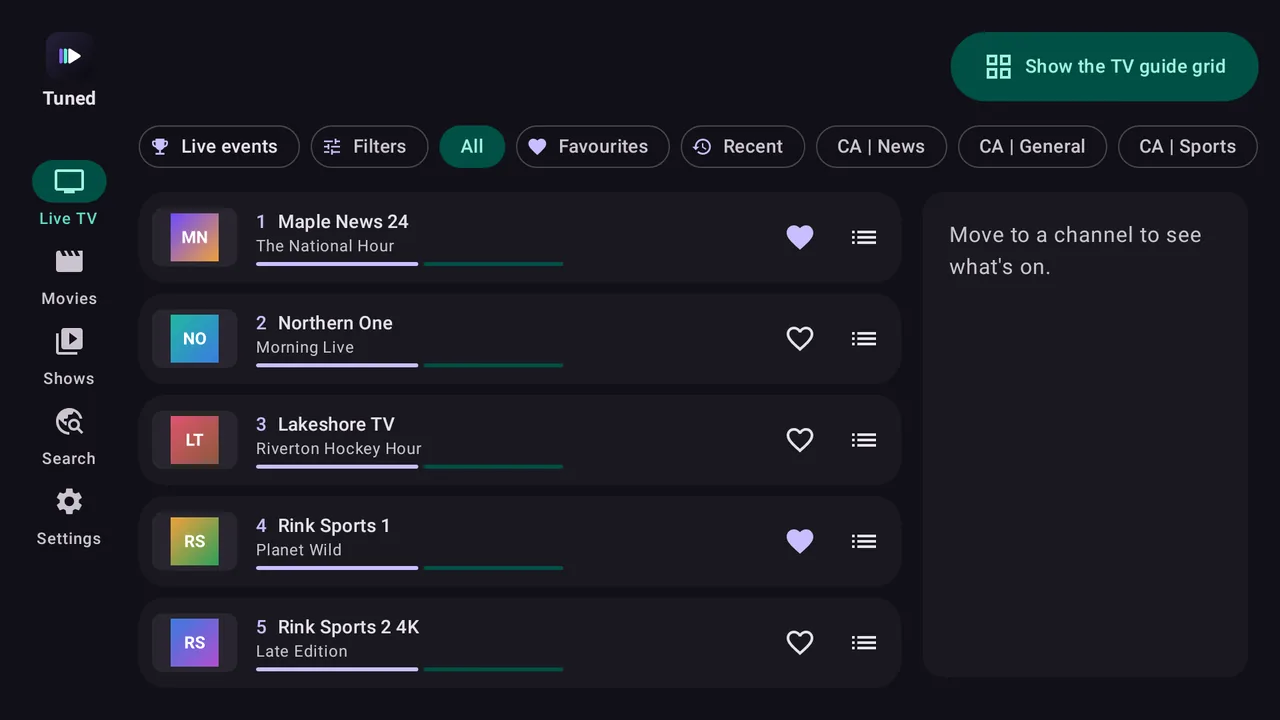 Tuned
Show the TV guide grid
Live events
Filters
All
Favourites
Recent
CA | News
CA | General
CA | Sports
Live TV
Movies
Shows
Search
Settings
MN
1 Maple News 24
The National Hour
NO
2 Northern One
Morning Live
LT
3 Lakeshore TV
Riverton Hockey Hour
RS
4 Rink Sports 1
Planet Wild
RS
5 Rink Sports 2 4K
Late Edition
Move to a channel to see
what's on.